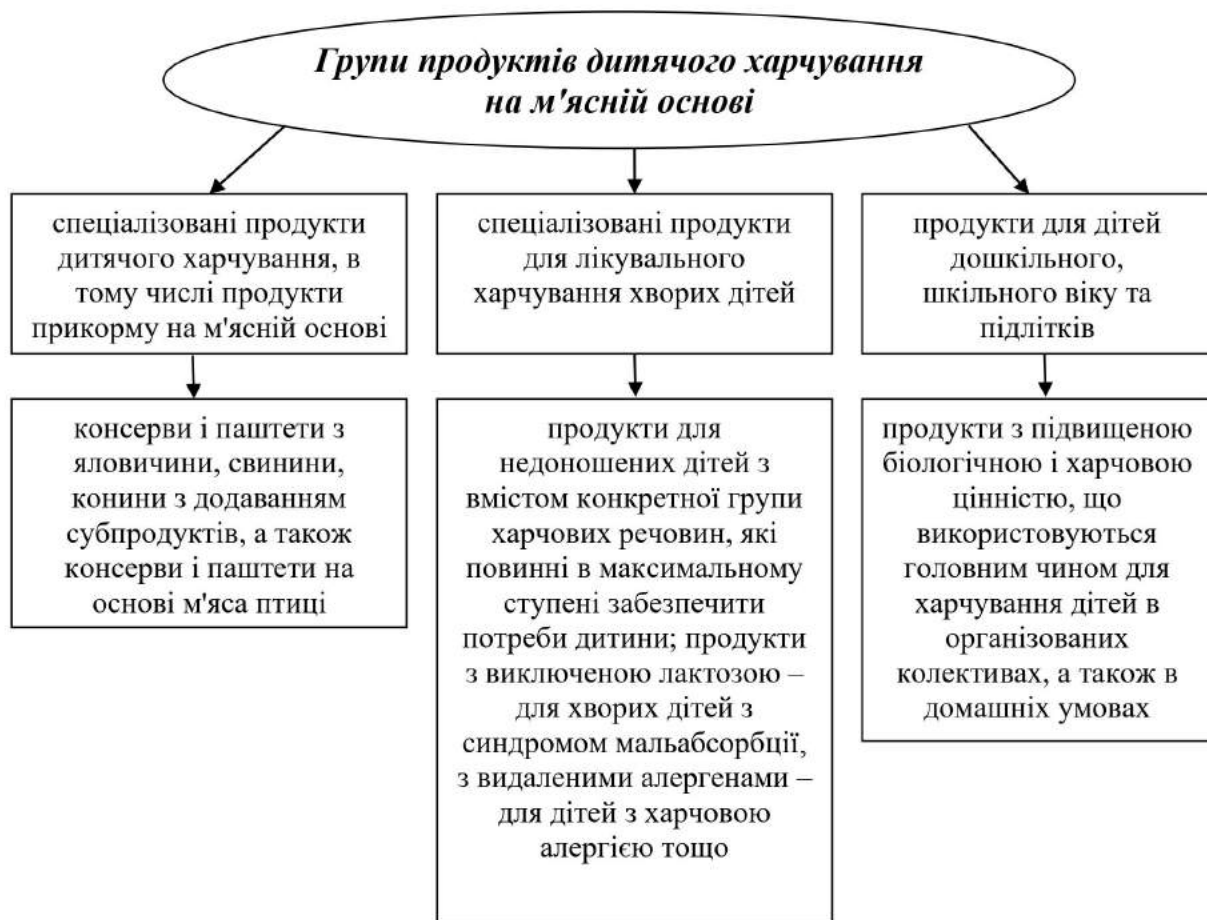 Групи продуктів дитячого харчування
на м'ясній основі
спеціалізовані продукти
дитячого харчування, в
тому числі продукти
прикорму на м'ясній основі
спеціалізовані продукти
для лікувального
харчування хворих дітей
продукти для дітей
дошкільного,
шкільного віку та
підлітків
консерви і паштети з
яловичини, свинини,
конини з додаванням
субпродуктів, а також
консерви і паштети на
основі м'яса птиці
продукти для
недоношених дітей з
вмістом конкретної групи
харчових речовин, які
повинні в максимальному
ступені забезпечити
потреби дитини; продукти
з виключеною лактозою –
для хворих дітей з
синдромом мальабсорбції,
з видаленими алергенами –
для дітей з харчовою
алергією тощо
продукти з підвищеною
біологічною і харчовою
цінністю, що
використовуються
головним чином для
харчування дітей в
організованих
колективах, а також в
домашніх умовах